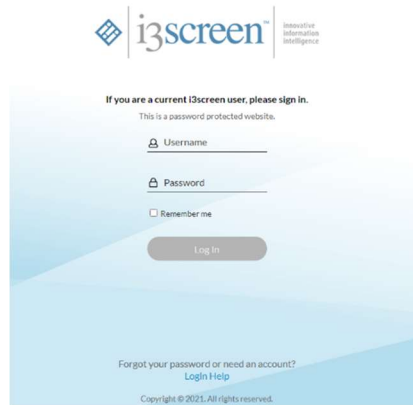 i3screen™
innovative
information
intelligence
If you are a current i3screen user, please sign in.
This is a password protected website.
Username
Password
Remember me
Log In
Forgot your password or need an account?
Login Help
Copyright © 2021. All rights reserved.